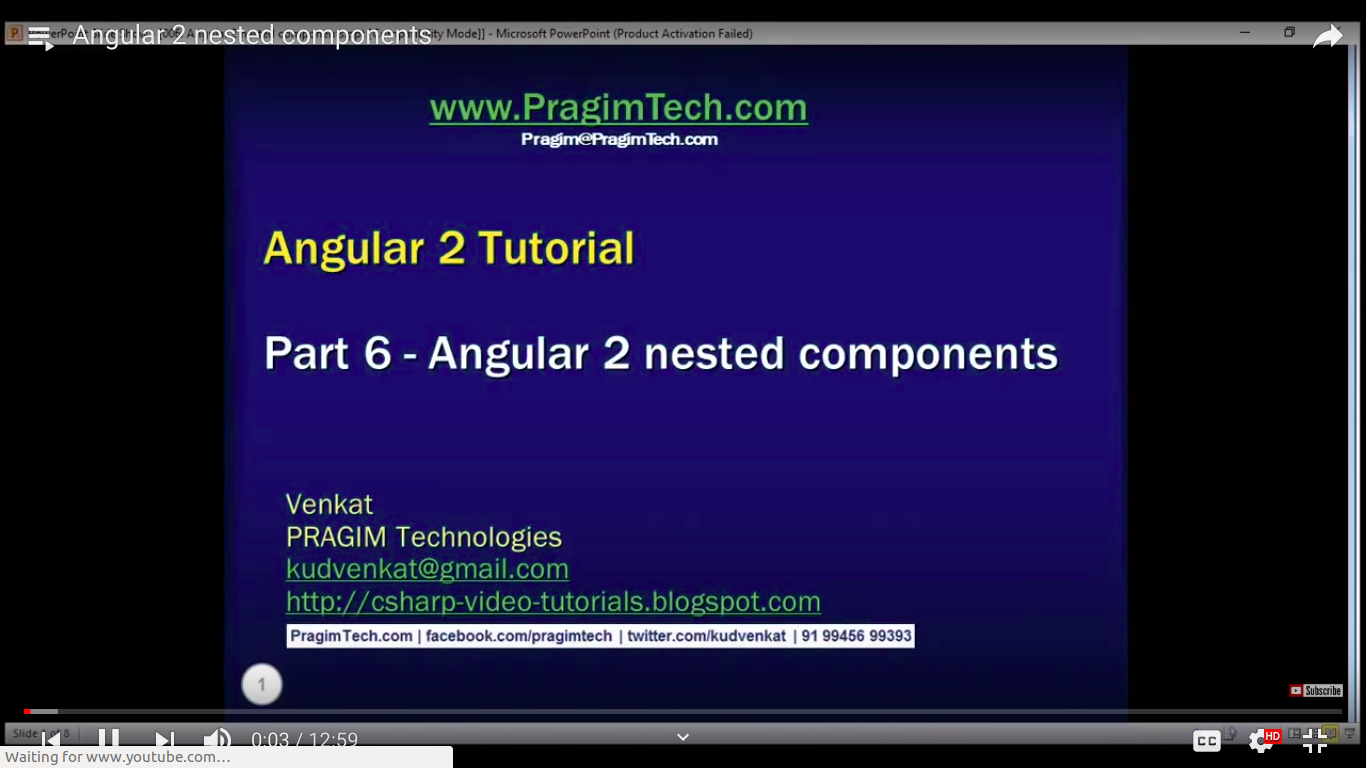 Angular 2 nested components
ity Mode]] - Microsoft PowerPoint (Product Activation Failed)
www.PragimTech.com
Pragim@PragimTech.com
Angular 2 Tutorial
Part 6 - Angular 2 nested components
Venkat
PRAGIM Technologies
kudvenkat@gmail.com
http://csharp-video-tutorials.blogspot.com
PragimTech.com | facebook.com/pragimtech | twitter.com/kudvenkat | 91 99456 99393
1
Subscribe
Slide
8
0:03 / 12:59
CC
HD
Waiting for www.youtube.com...